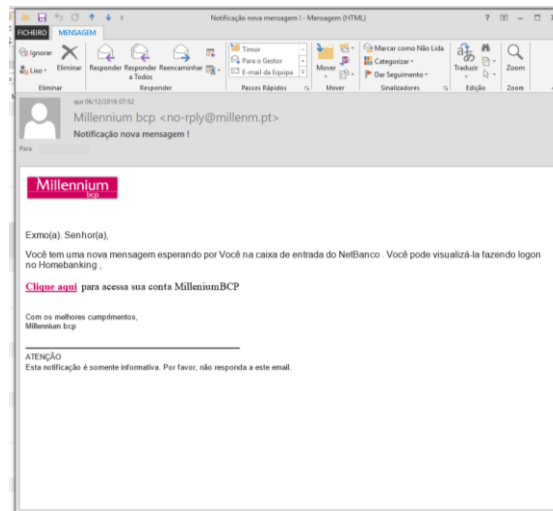 Notificação nova mensagem ! - Mensagem (HTML)
FICHEIRO MENSAGEM
Ignorar
Lixo
Eliminar
Responder Responder Reencaminhar
a Todos
Timor
Para o Gestor
E-mail da Equipa
Mover
Marcar como Não Lida
Categorizar
Dar Seguimento
Traduzir
Zoom
Eliminar Responder Passos Rápidos Mover Sinalizadores Edição Zoom
qui 06/12/2018 07:52
Millennium bcp <no-rply@millenm.pt>
Notificação nova mensagem !
Para
Millennium
bcp
Exmo(a). Senhor(a),
Você tem uma nova mensagem esperando por Você na caixa de entrada do NetBanco . Você pode visualizá-la fazendo logon
no Homebanking ,
Clique aqui para acessa sua conta MilleniumBCP
Com os melhores cumprimentos,
Millennium bcp
ATENÇÃO
Esta notificação é somente informativa. Por favor, não responda a este email.